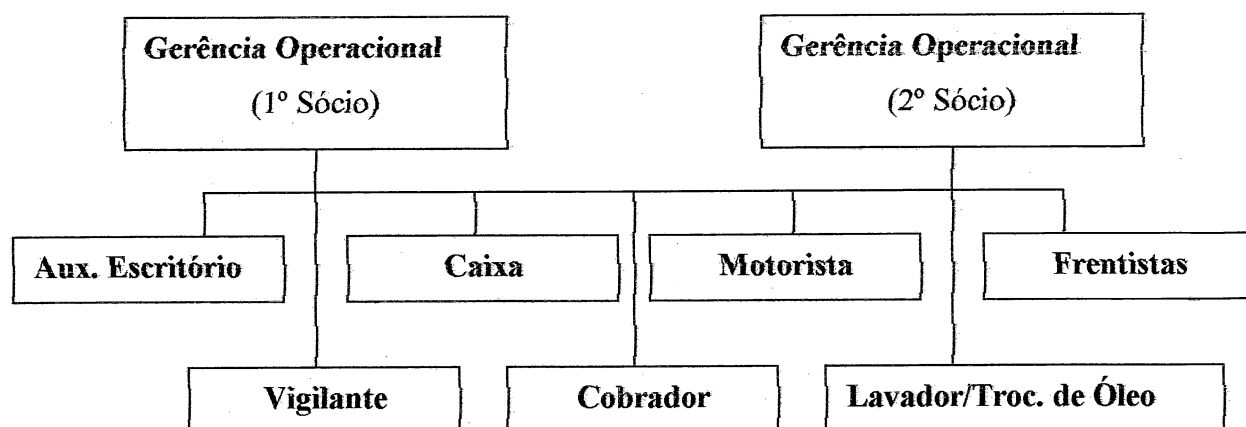 Gerência Operacional
(1º Sócio)
Gerência Operacional
(2º Sócio)
Aux. Escritório
Caixa
Motorista
Frentistas
Vigilante
Cobrador
Lavador/Troc. de Óleo